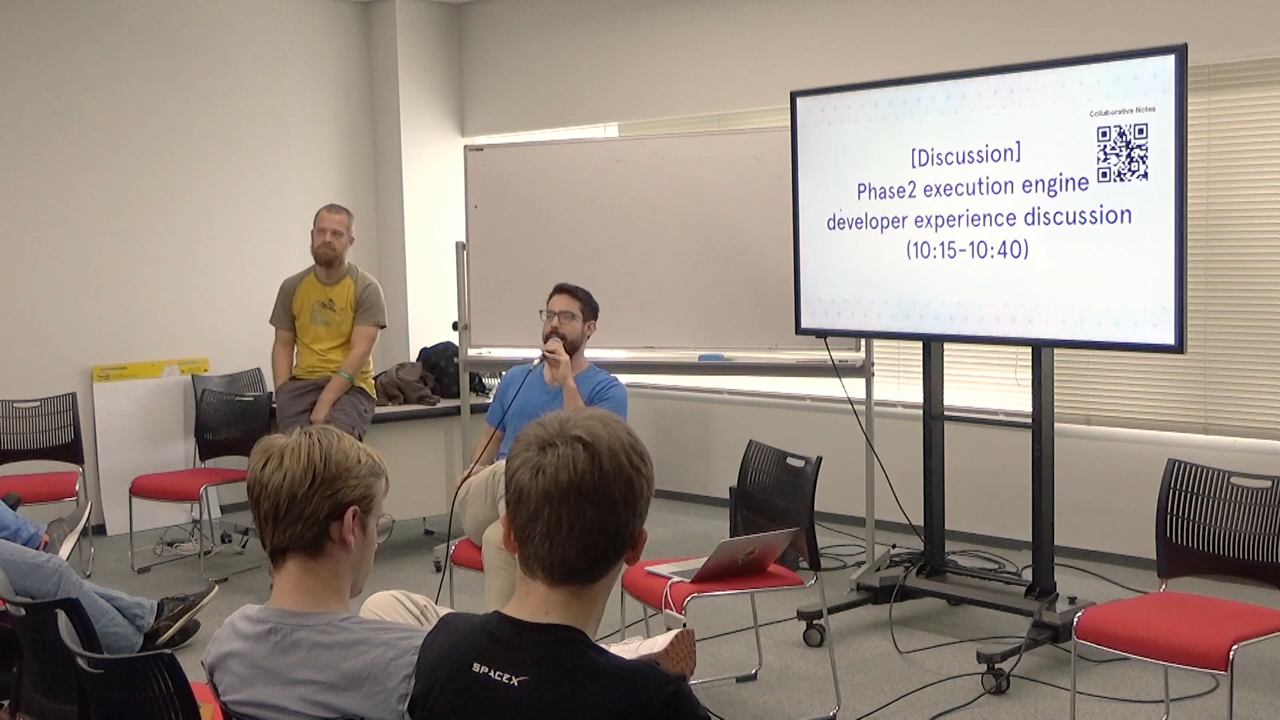 Collaborative Notes
[Discussion]
Phase2 execution engine
developer experience discussion
(10:15-10:40)
SPACEX